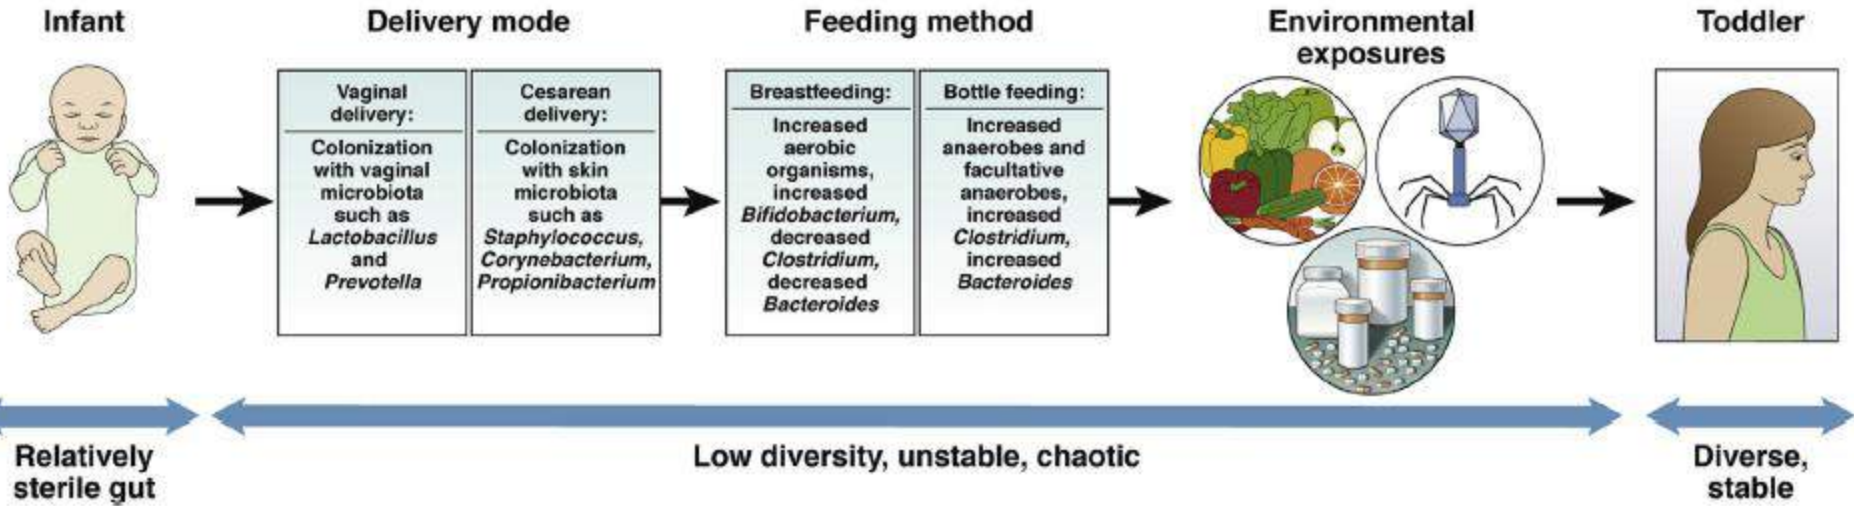 Infant
Delivery mode
Feeding method
Environmental
exposures
Toddler
Vaginal
delivery:
Colonization
with vaginal
microbiota
such as
Lactobacillus
and
Prevotella
Cesarean
delivery:
Colonization
with skin
microbiota
such as
Staphylococcus,
Corynebacterium,
Propionibacterium
Breastfeeding:
Increased
aerobic
organisms,
increased
Bifidobacterium,
decreased
Clostridium,
decreased
Bacteroides
Bottle feeding:
Increased
anaerobes and
facultative
anaerobes,
increased
Clostridium,
increased
Bacteroides
Relatively
sterile gut
Low diversity, unstable, chaotic
Diverse,
stable